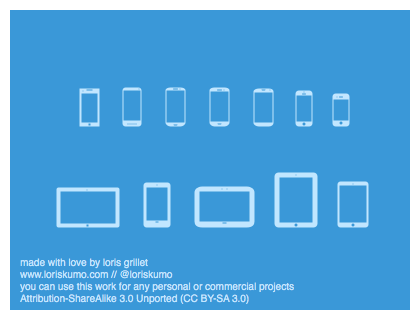 made with love by loris grillet
www.loriskumo.com // @loriskumo
you can use this work for any personal or commercial projects
Attribution-ShareAlike 3.0 Unported (CC BY-SA 3.0)